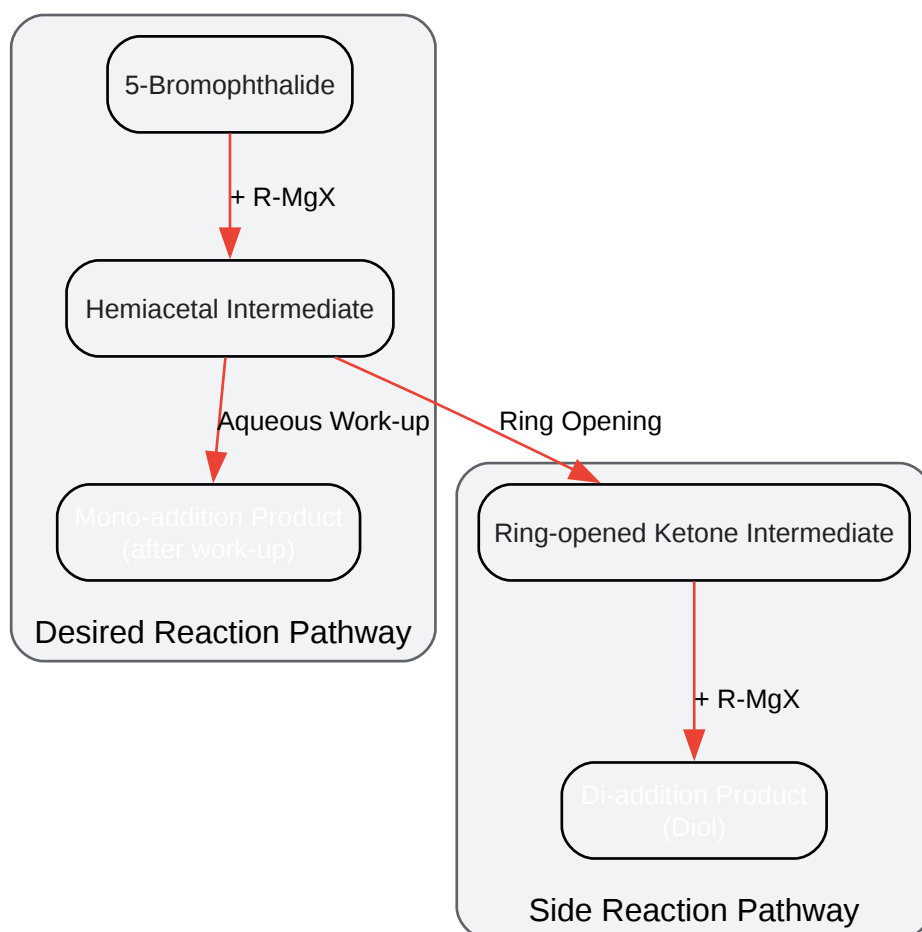 5-Bromophthalide
+ R-MgX
Hemiacetal Intermediate
Aqueous Work-up
Ring Opening
Mono-addition Product
(after work-up)
Ring-opened Ketone Intermediate
Desired Reaction Pathway
+ R-MgX
Di-addition Product
(Diol)
Side Reaction Pathway